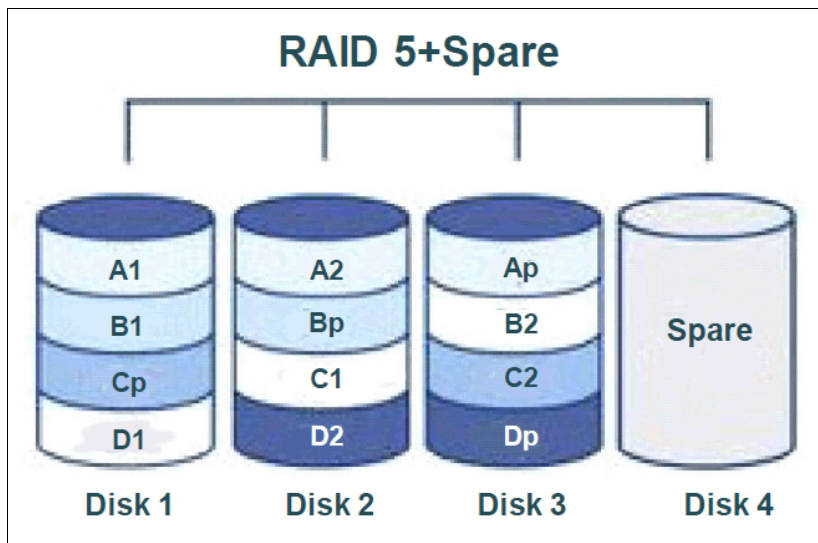 RAID 5+Spare
A1 A2 Ap
B1 Bp B2 Spare
Cp C1 C2
D1 D2 Dp
Disk 1 Disk 2 Disk 3 Disk 4